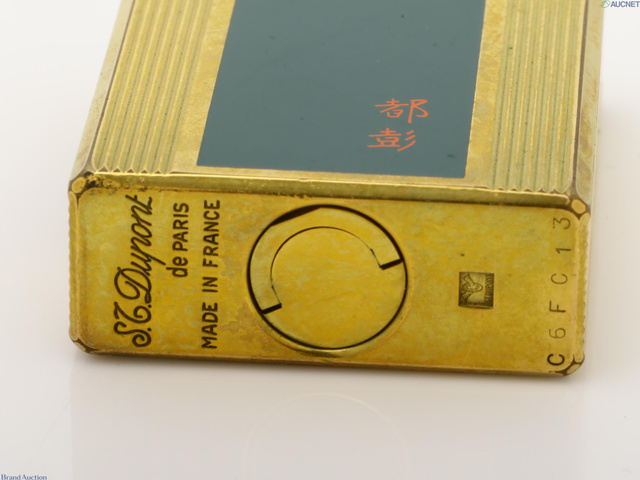 AUCNET
都
彭
S.T. Dupont
de PARIS
MADE IN FRANCE
C6FC13
BrandAuction